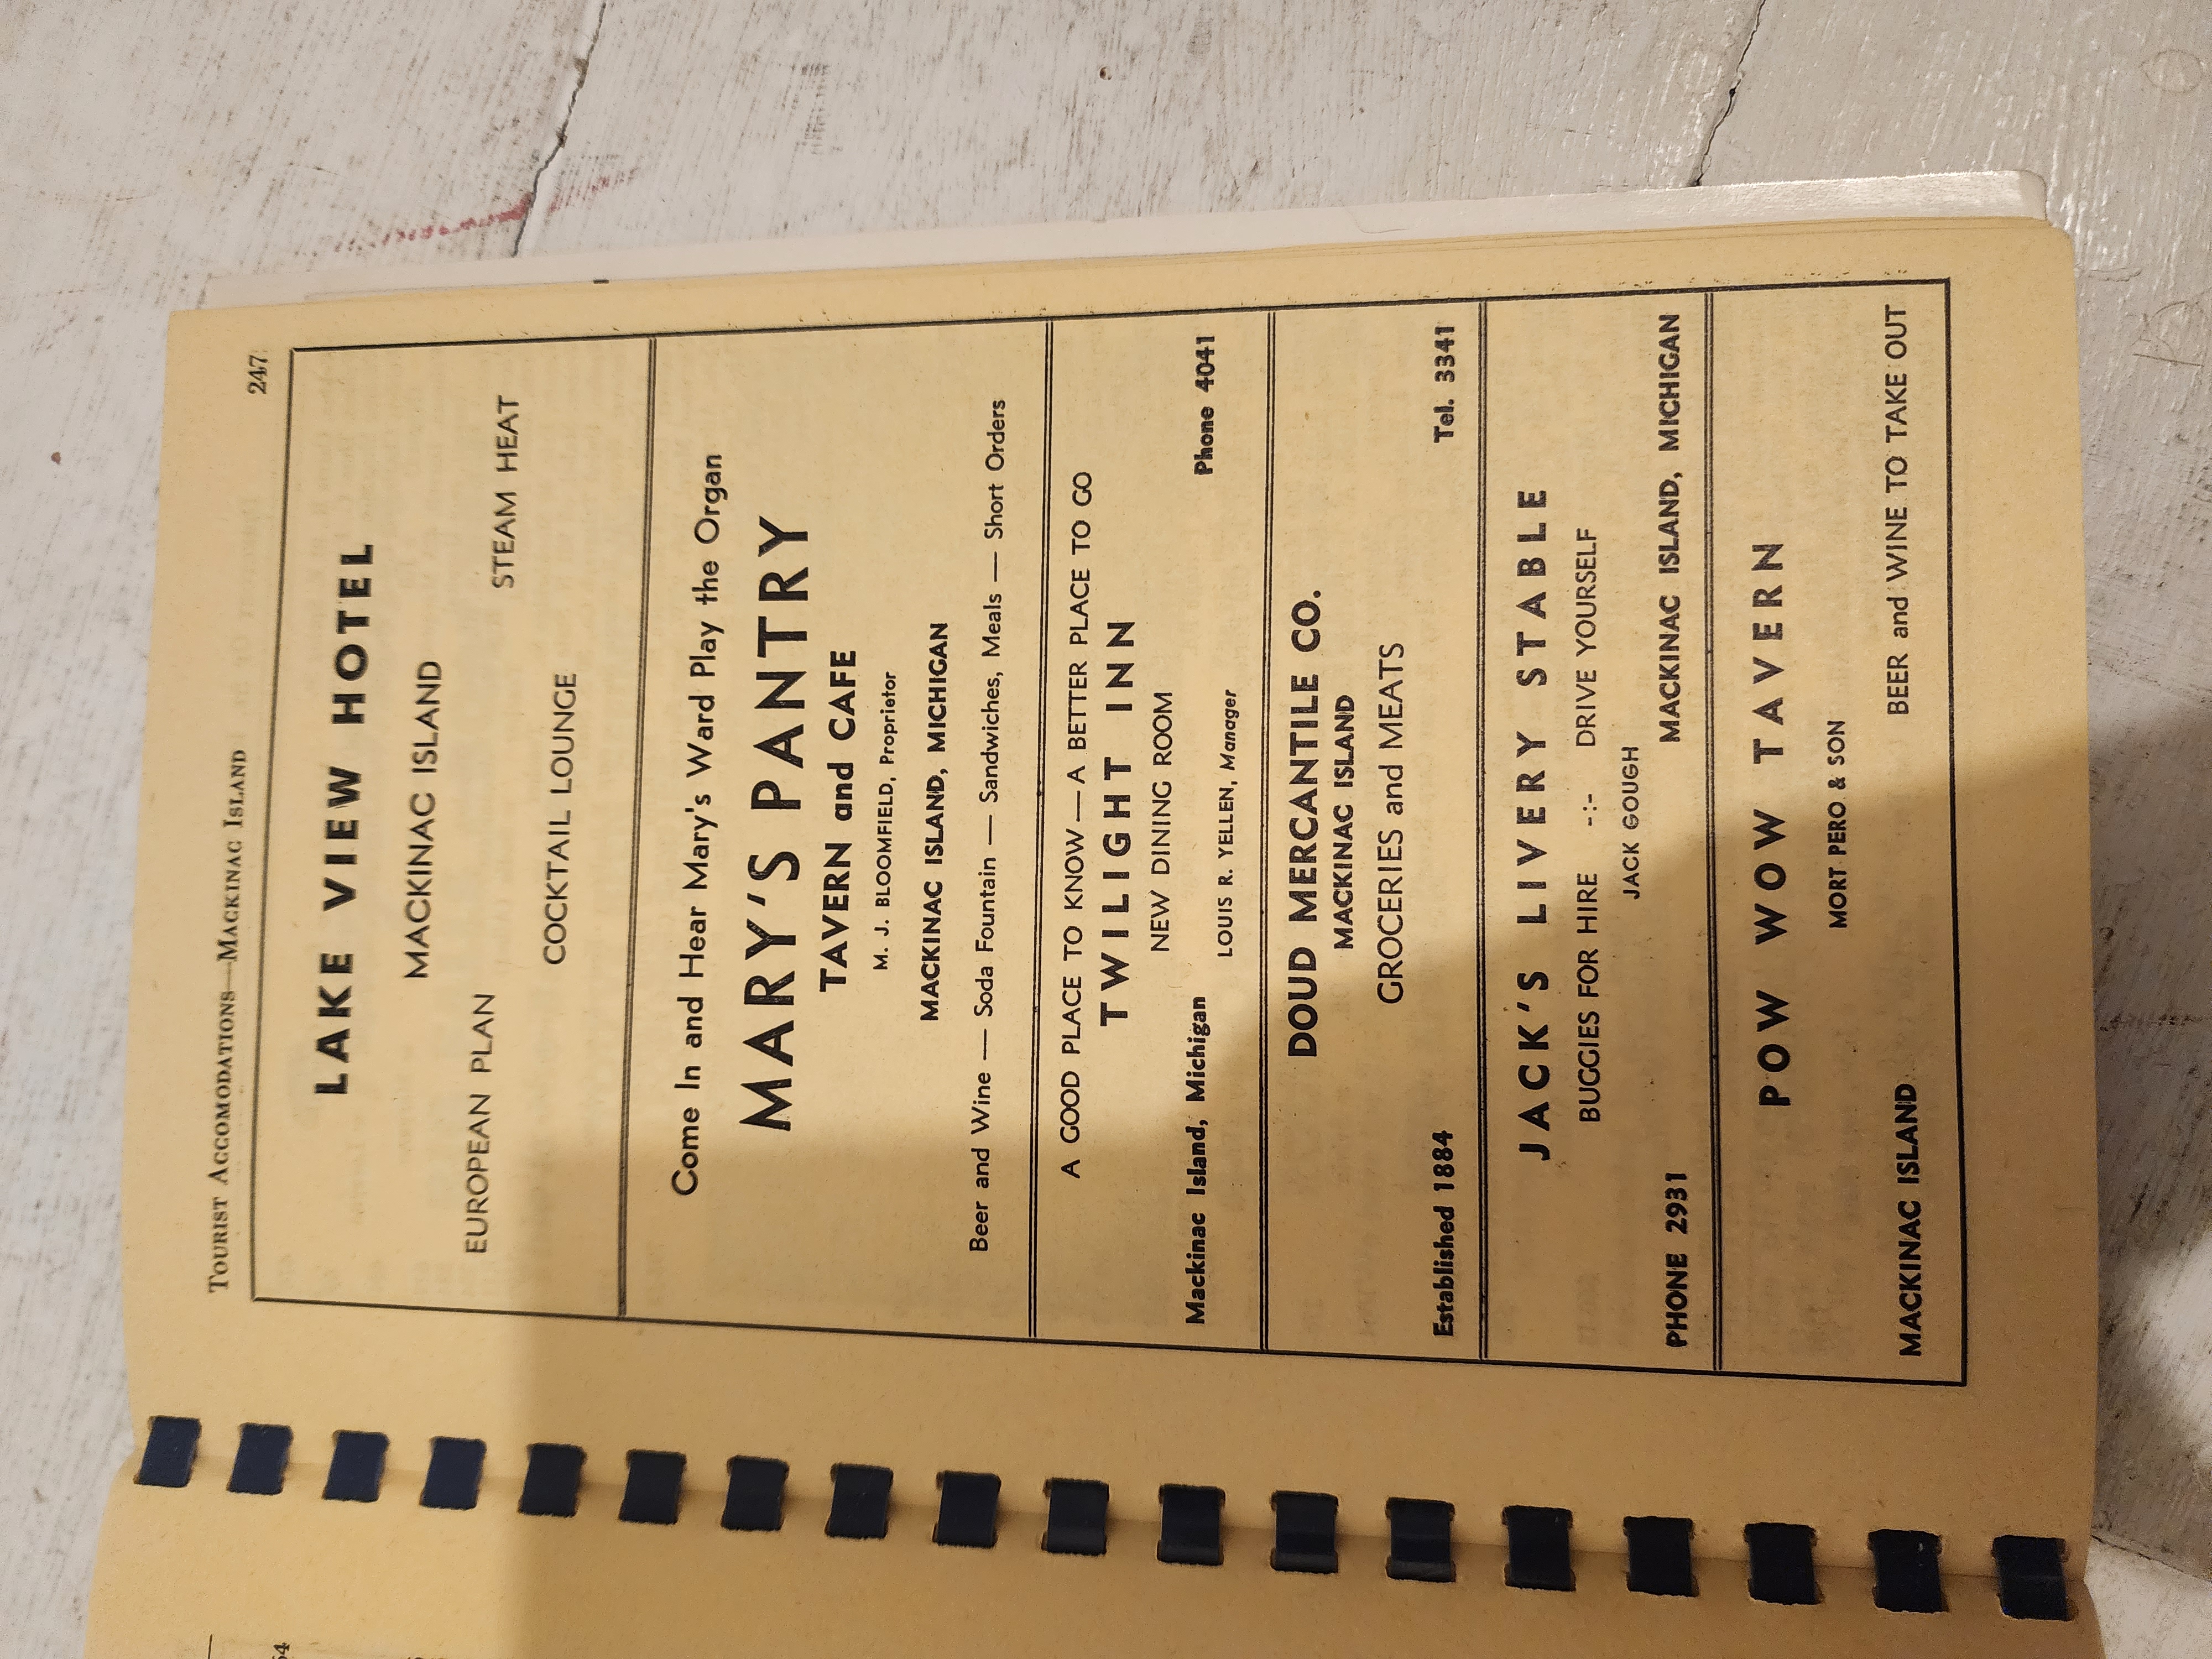 TOURIST ACCOMODATIONS—MACKINAC ISLAND 247
LAKE VIEW HOTEL
MACKINAC ISLAND
EUROPEAN PLAN STEAM HEAT
COCKTAIL LOUNGE
Come In and Hear Mary's Ward Play the Organ
MARY'S PANTRY
TAVERN and CAFE
M. J. BLOOMFIELD, Proprietor
MACKINAC ISLAND, MICHIGAN
Beer and Wine — Soda Fountain — Sandwiches, Meals — Short Orders
A GOOD PLACE TO KNOW—A BETTER PLACE TO GO
TWILIGHT INN
NEW DINING ROOM
Mackinac Island, Michigan Phone 4041
LOUIS R. YELLEN, Manager
DOUD MERCANTILE CO.
MACKINAC ISLAND
GROCERIES and MEATS
Established 1884 Tel. 3341
JACK'S LIVERY STABLE
BUGGIES FOR HIRE -:- DRIVE YOURSELF
JACK GOUGH
PHONE 2931 MACKINAC ISLAND, MICHIGAN
POW WOW TAVERN
MORT PERO & SON
MACKINAC ISLAND BEER and WINE TO TAKE OUT